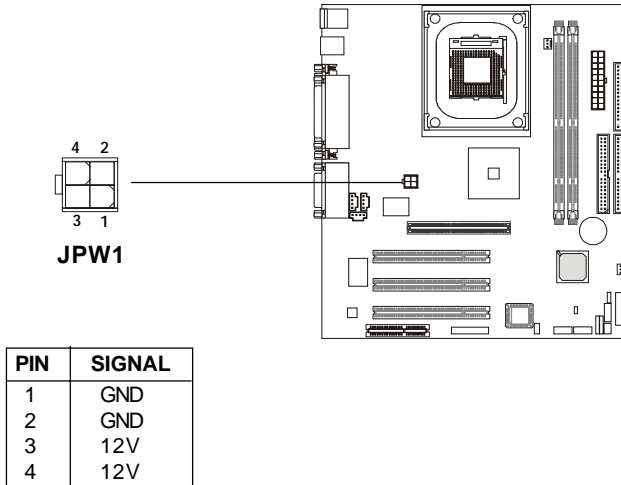 4 2
3 1
JPW1
PIN SIGNAL
1 GND
2 GND
3 12V
4 12V